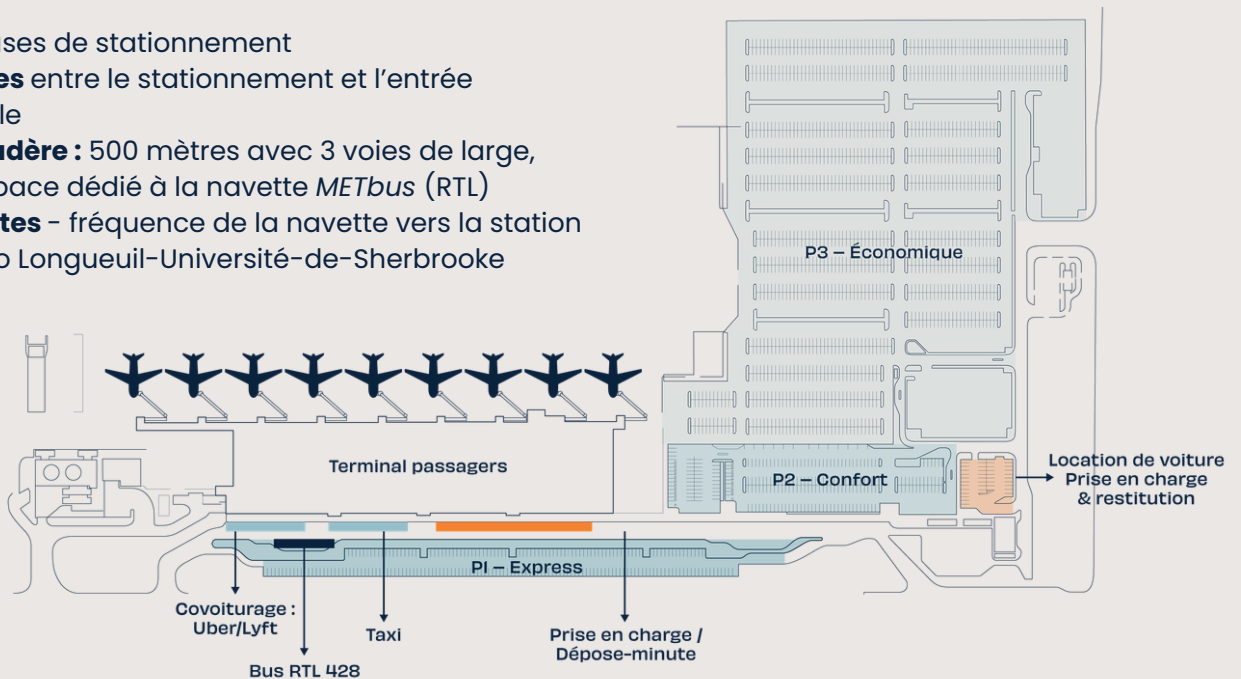 ses de stationnement
es entre le stationnement et l’entrée
le
dère : 500 mètres avec 3 voies de large,
pace dédié à la navette METbus (RTL)
tes - fréquence de la navette vers la station
o Longueuil-Université-de-Sherbrooke
P3 – Économique
Terminal passagers
P2 – Confort
Location de voiture
Prise en charge
& restitution
P1 – Express
Covoiturage :
Uber/Lyft
Taxi
Prise en charge /
Dépose-minute
Bus RTL 428